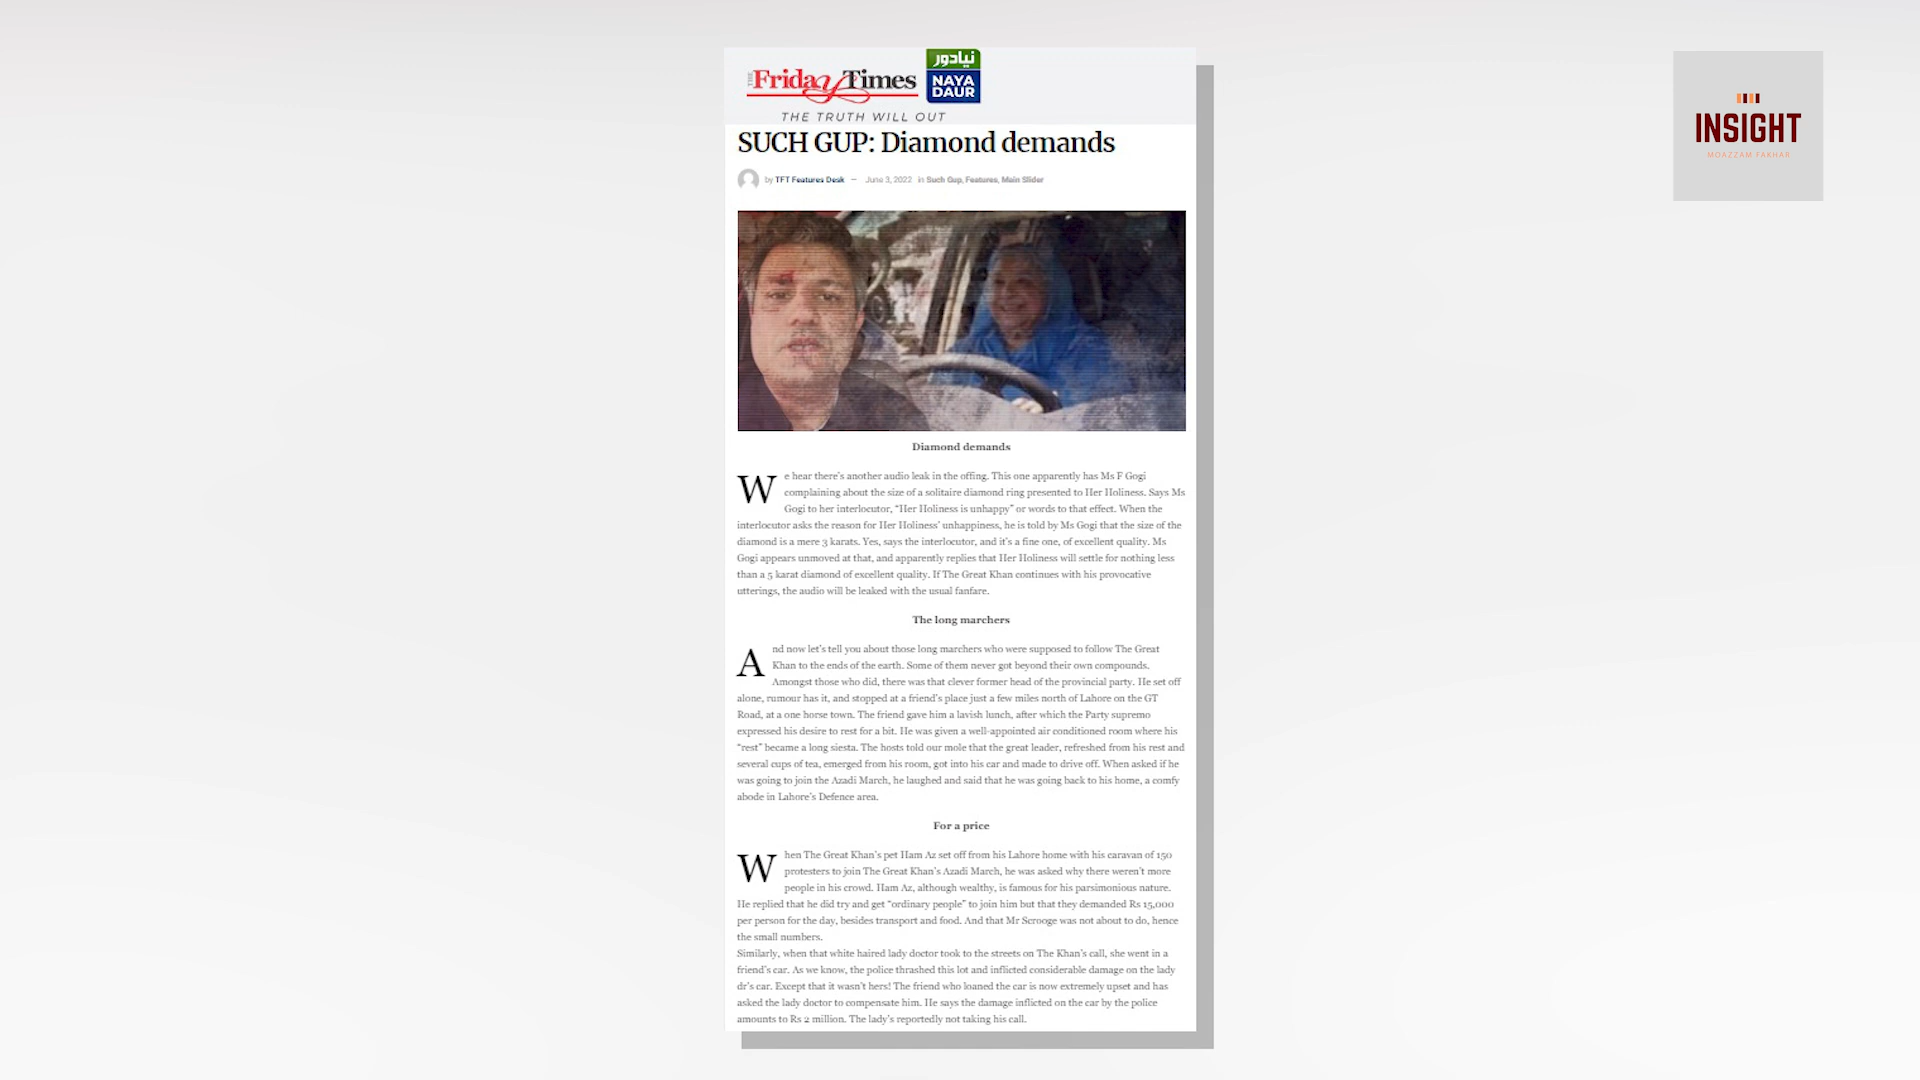 THE Friday Times
نیادور
NAYA
DAUR
THE TRUTH WILL OUT
INSIGHT
MOAZZAM FAKHAR
SUCH GUP: Diamond demands
by TFT Features Desk — June 3, 2022 in Such Gup, Features, Main Slider
Diamond demands
We hear there's another audio leak in the offing. This one apparently has Ms F Gogi
complaining about the size of a solitaire diamond ring presented to Her Holiness. Says Ms
Gogi to her interlocutor, “Her Holiness is unhappy” or words to that effect. When the
interlocutor asks the reason for Her Holiness' unhappiness, he is told by Ms Gogi that the size of the
diamond is a mere 3 karats. Yes, says the interlocutor, and it's a fine one, of excellent quality. Ms
Gogi appears unmoved at that, and apparently replies that Her Holiness will settle for nothing less
than a 5 karat diamond of excellent quality. If The Great Khan continues with his provocative
utterings, the audio will be leaked with the usual fanfare.
The long marchers
And now let's tell you about those long marchers who were supposed to follow The Great
Khan to the ends of the earth. Some of them never got beyond their own compounds.
Amongst those who did, there was that clever former head of the provincial party. He set off
alone, rumour has it, and stopped at a friend's place just a few miles north of Lahore on the GT
Road, at a one horse town. The friend gave him a lavish lunch, after which the Party supremo
expressed his desire to rest for a bit. He was given a well-appointed air conditioned room where his
“rest” became a long siesta. The hosts told our mole that the great leader, refreshed from his rest and
several cups of tea, emerged from his room, got into his car and made to drive off. When asked if he
was going to join the Azadi March, he laughed and said that he was going back to his home, a comfy
abode in Lahore's Defence area.
For a price
When The Great Khan's pet Ham Az set off from his Lahore home with his caravan of 150
protesters to join The Great Khan's Azadi March, he was asked why there weren't more
people in his crowd. Ham Az, although wealthy, is famous for his parsimonious nature.
He replied that he did try and get “ordinary people” to join him but that they demanded Rs 15,000
per person for the day, besides transport and food. And that Mr Scrooge was not about to do, hence
the small numbers.
Similarly, when that white haired lady doctor took to the streets on The Khan's call, she went in a
friend's car. As we know, the police thrashed this lot and inflicted considerable damage on the lady
dr's car. Except that it wasn't hers! The friend who loaned the car is now extremely upset and has
asked the lady doctor to compensate him. He says the damage inflicted on the car by the police
amounts to Rs 2 million. The lady's reportedly not taking his call.